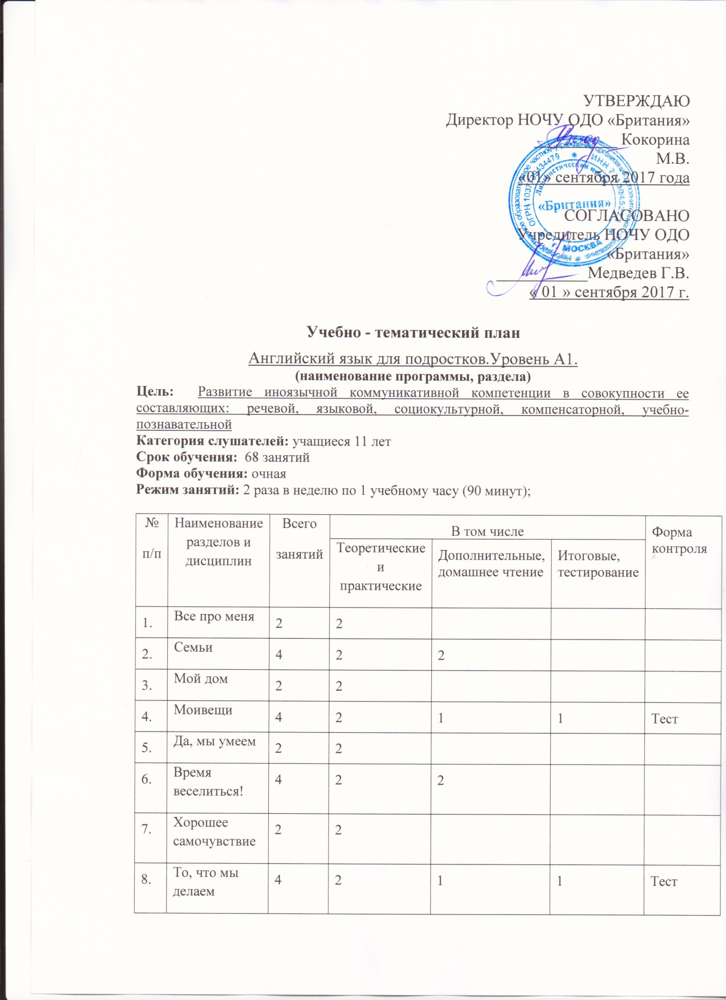 УТВЕРЖДАЮ
Директор НОЧУ ОДО «Британия»
__________ Кокорина
М.В.
«01» сентября 2017 года
«Британия»
г. МОСКВА
СОГЛАСОВАНО
Учредитель НОЧУ ОДО
«Британия»
___________Медведев Г.В.
« 01 » сентября 2017 г.
Учебно - тематический план
Английский язык для подростков.Уровень А1.
(наименование программы, раздела)
Цель: Развитие иноязычной коммуникативной компетенции в совокупности ее
составляющих: речевой, языковой, социокультурной, компенсаторной, учебно-
познавательной
Категория слушателей: учащиеся 11 лет
Срок обучения: 68 занятий
Форма обучения: очная
Режим занятий: 2 раза в неделю по 1 учебному часу (90 минут);
№ п/п
Наименование
разделов и
дисциплин
Всего
занятий
В том числе
Теоретические
и
практические
Дополнительные,
домашнее чтение
Итоговые,
тестирование
Форма
контроля
1. Все про меня 2 2
2. Семьи 4 2 2
3. Мой дом 2 2
4. Моивещи 4 2 1 1 Тест
5. Да, мы умеем 2 2
6. Время
веселиться! 4 2 2
7. Хорошее
самочувствие 2 2
8. То, что мы
делаем 4 2 1 1 Тест